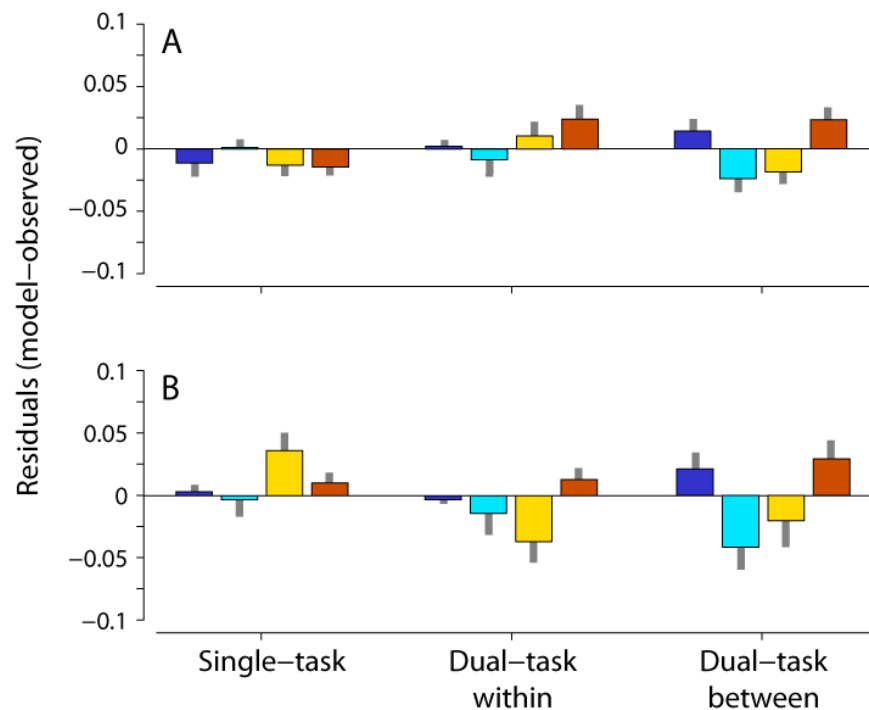 A
0.1
0.05
0
−0.05
−0.1
Residuals (model−observed)
B
0.1
0.05
0
−0.05
−0.1
Single−task
Dual−task
within
Dual−task
between